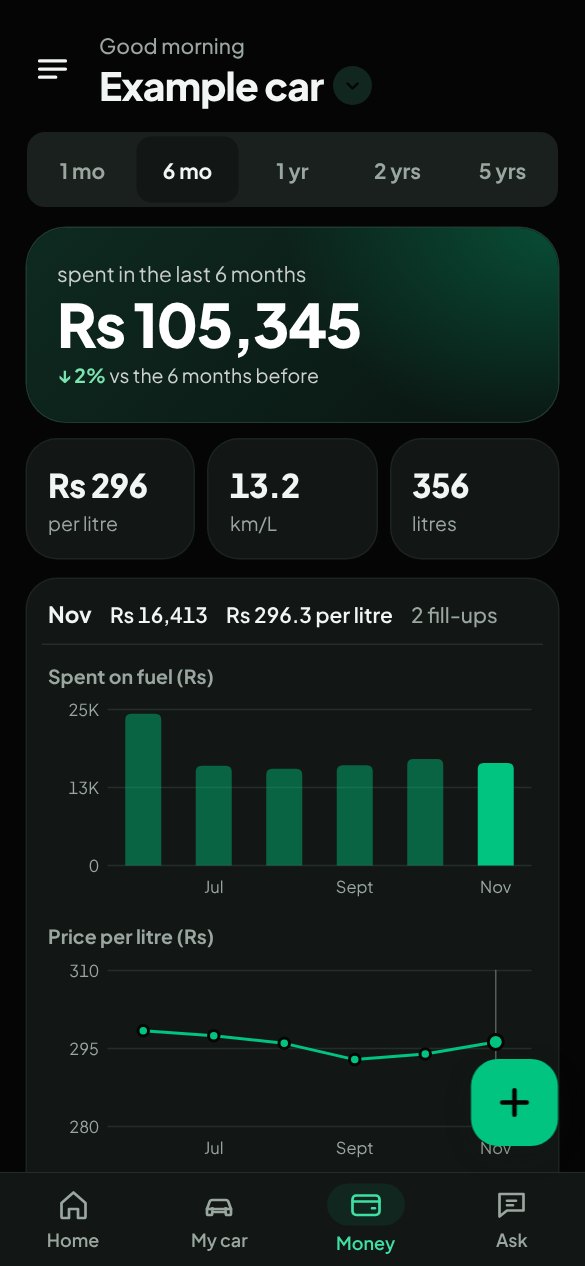 Good morning
Example car
1 mo 6 mo 1 yr 2 yrs 5 yrs
spent in the last 6 months
Rs 105,345
↓ 2% vs the 6 months before
Rs 296 13.2 356
per litre km/L litres
Nov Rs 16,413 Rs 296.3 per litre 2 fill-ups
Spent on fuel (Rs)
25K
13K
0
Jul Sept Nov
Price per litre (Rs)
310
295
280
Jul Sept Nov
Home My car Money Ask